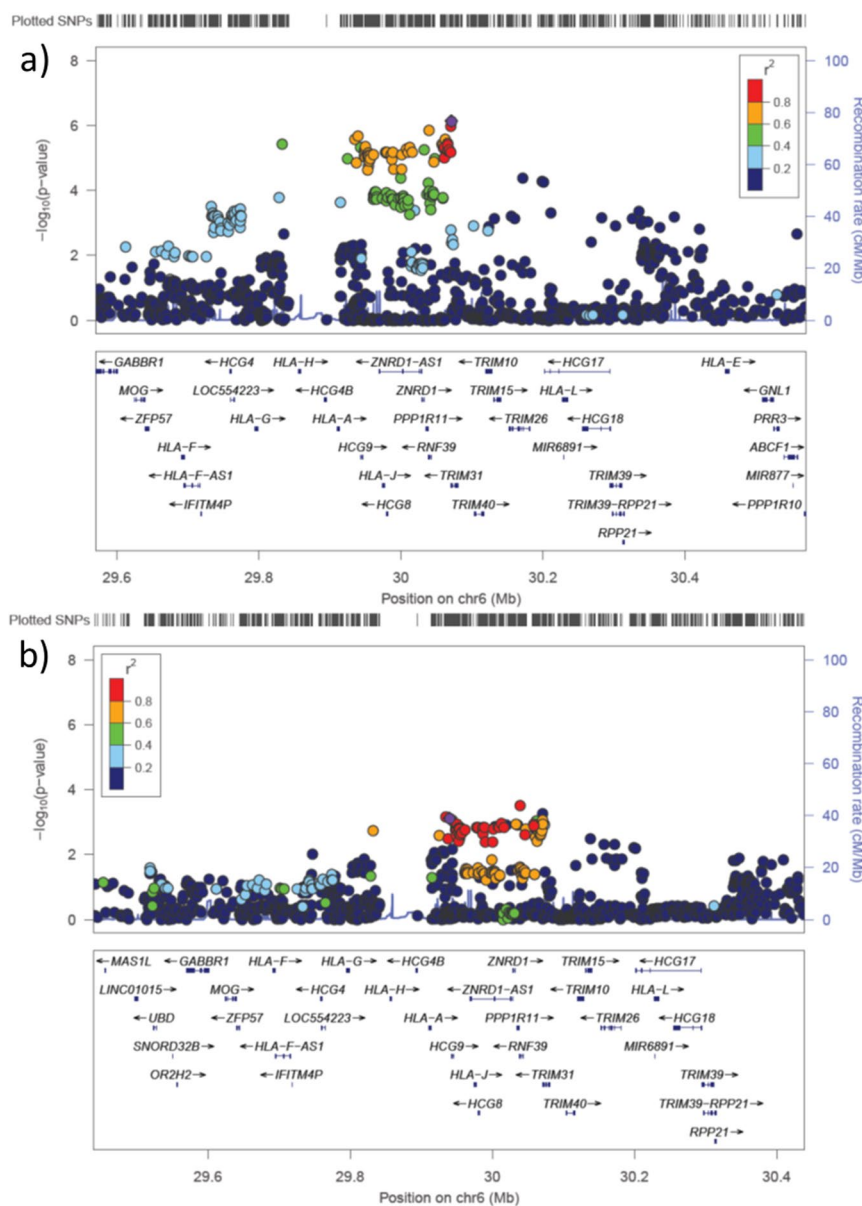 Plotted SNPs
a)
8
6
4
2
0
−log10(p−value)
r2
0.8
0.6
0.4
0.2
100
80
60
40
20
0
Recombination rate (cM/Mb)
←GABBR1 ←HCG4 HLA−H→ ←ZNRD1−AS1 ←TRIM10 ←HCG17→ HLA−E→
MOG→ LOC554223→ ←HCG4B ZNRD1→ TRIM15→ HLA−L→ ←GNL1
←ZFP57 HLA−G→ HLA−A→ PPP1R11→ ←TRIM26 ←HCG18 PRR3→
HLA−F→ HCG9→ ←RNF39 MIR6891→ ABCF1→
←HLA−F−AS1 HLA−J→ ←TRIM31 TRIM39→ MIR877→
←IFITM4P ←HCG8 TRIM40→ TRIM39−RPP21→ ←PPP1R10
RPP21→
29.6 29.8 30 30.2 30.4
Position on chr6 (Mb)
Plotted SNPs
b)
8
6
4
2
0
−log10(p−value)
r2
0.8
0.6
0.4
0.2
100
80
60
40
20
0
Recombination rate (cM/Mb)
←MAS1L ←GABBR1 HLA−F→ HLA−G→ ←HCG4B ZNRD1→ TRIM15→ ←HCG17
LINC01015→ MOG→ ←HCG4 HLA−H→ ←ZNRD1−AS1 ←TRIM10 HLA−L→
←UBD ←ZFP57 LOC554223→ HLA−A→ PPP1R11→ ←TRIM26 ←HCG18
SNORD32B→ ←HLA−F−AS1 HCG9→ ←RNF39 MIR6891→
OR2H2→ ←IFITM4P HLA−J→ ←TRIM31 TRIM39→
←HCG8 TRIM40→ TRIM39−RPP21→
RPP21→
29.6 29.8 30 30.2 30.4
Position on chr6 (Mb)